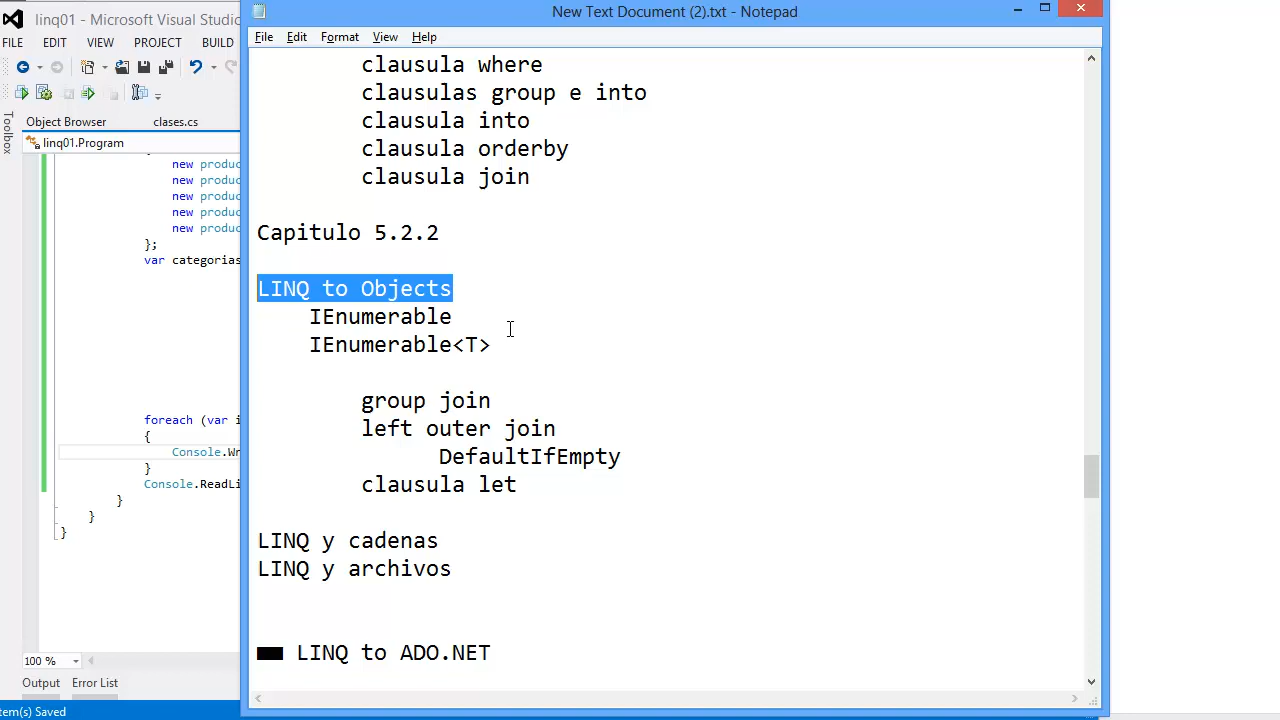 linq01 - Microsoft Visual Studio
FILE EDIT VIEW PROJECT BUILD
Toolbox
Object Browser clases.cs
linq01.Program
new produc
new produc
new produc
new produc
new produc
};
var categorias
foreach (var i
{
Console.Wr
}
Console.ReadLi
}
}
}
100 %
Output Error List
tem(s) Saved
New Text Document (2).txt - Notepad
File Edit Format View Help
clausula where
clausulas group e into
clausula into
clausula orderby
clausula join
Capitulo 5.2.2
LINQ to Objects
IEnumerable
IEnumerable<T>
group join
left outer join
DefaultIfEmpty
clausula let
LINQ y cadenas
LINQ y archivos
LINQ to ADO.NET